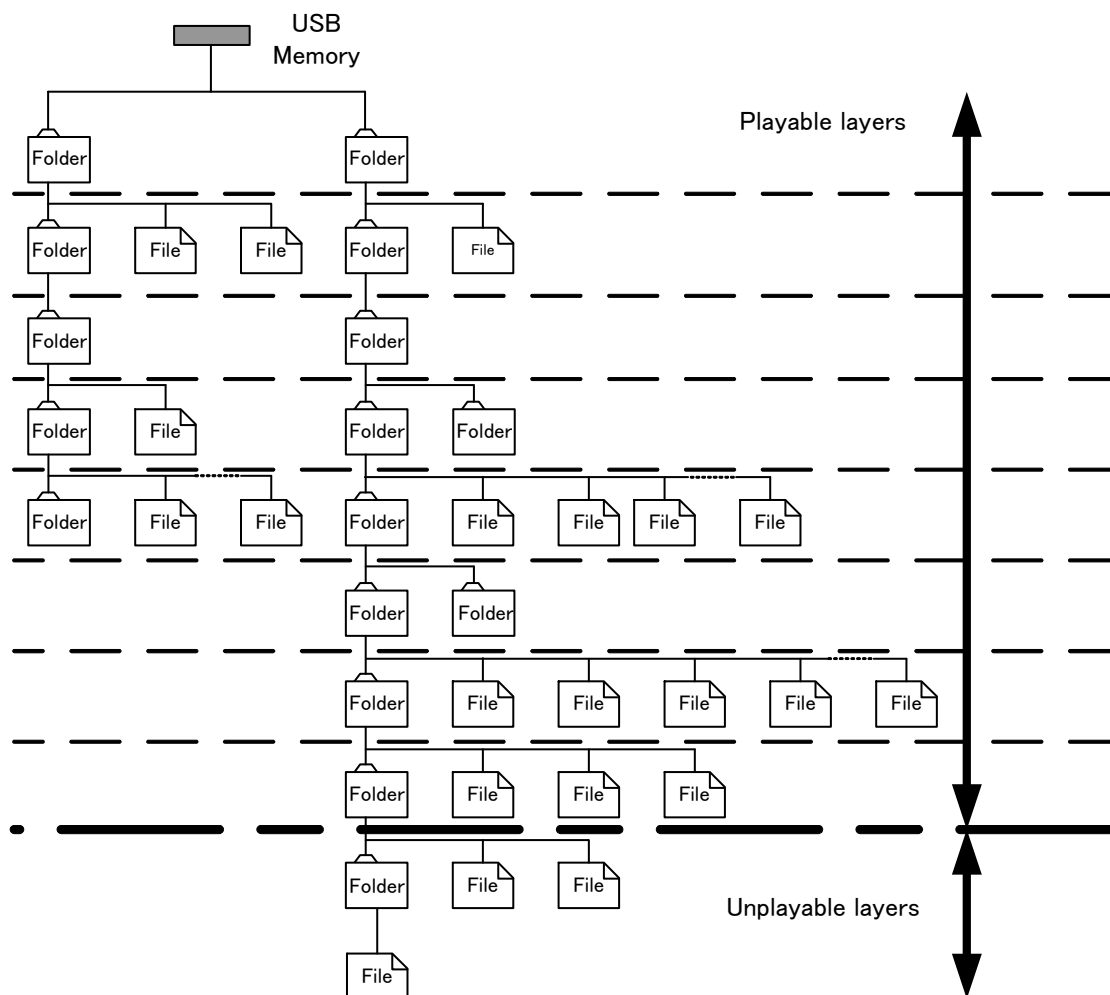 USB
Memory
Playable layers
Folder Folder
Folder File File Folder File
Folder Folder
Folder File Folder Folder
Folder File File Folder File File File File
Folder Folder
Folder File File File File File
Folder File File File
Folder File File
Unplayable layers
File